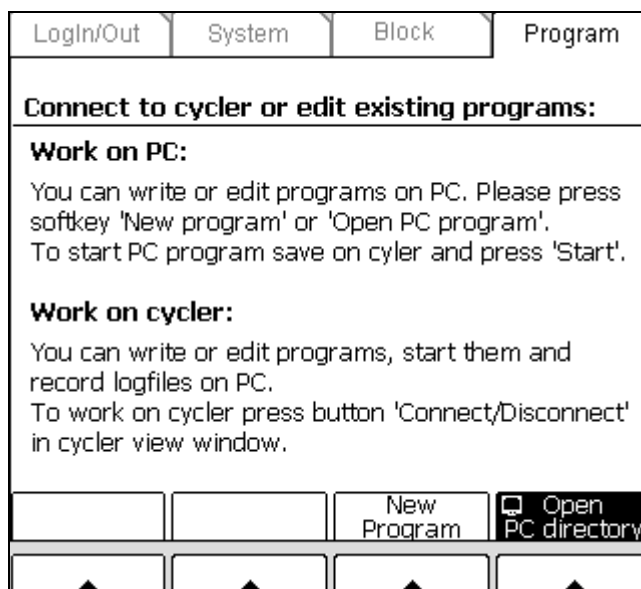 LogIn/Out System Block Program
Connect to cycler or edit existing programs:
Work on PC:
You can write or edit programs on PC. Please press
softkey 'New program' or 'Open PC program'.
To start PC program save on cyler and press 'Start'.
Work on cycler:
You can write or edit programs, start them and
record logfiles on PC.
To work on cycler press button 'Connect/Disconnect'
in cycler view window.
New Program
Open PC directory